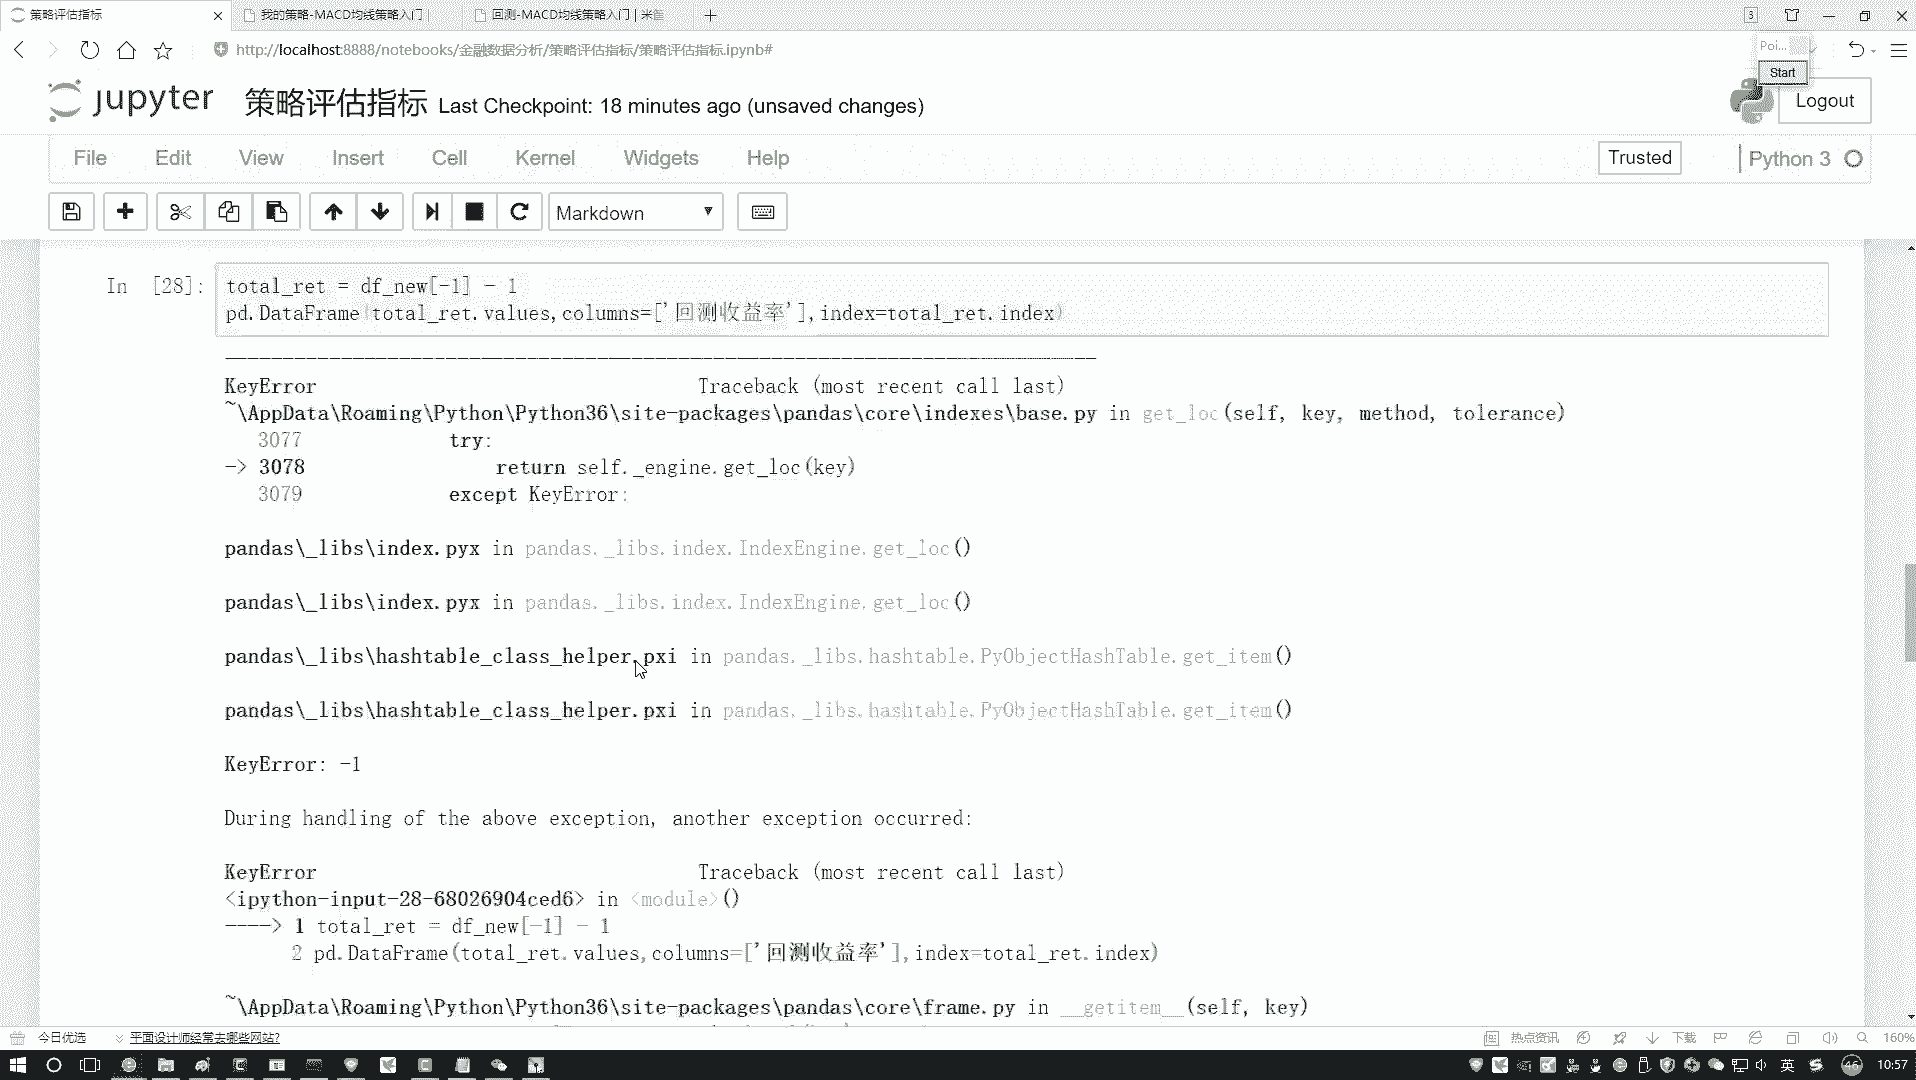 策略评估指标
我的策略-MACD均线策略入门
回测-MACD均线策略入门 | 米筐
3
http://localhost:8888/notebooks/金融数据分析/策略评估指标/策略评估指标.ipynb#
Poi...
Start
jupyter
策略评估指标 Last Checkpoint: 18 minutes ago (unsaved changes)
Logout
File Edit View Insert Cell Kernel Widgets Help
Trusted
Python 3
Markdown
In [28]:
total_ret = df_new[-1] - 1
pd.DataFrame(total_ret.values,columns=['回测收益率'],index=total_ret.index)
KeyError Traceback (most recent call last)
~\AppData\Roaming\Python\Python36\site-packages\pandas\core\indexes\base.py in get_loc(self, key, method, tolerance)
3077 try:
-> 3078 return self._engine.get_loc(key)
3079 except KeyError:
pandas\_libs\index.pyx in pandas._libs.index.IndexEngine.get_loc()
pandas\_libs\index.pyx in pandas._libs.index.IndexEngine.get_loc()
pandas\_libs\hashtable_class_helper.pxi in pandas._libs.hashtable.PyObjectHashTable.get_item()
pandas\_libs\hashtable_class_helper.pxi in pandas._libs.hashtable.PyObjectHashTable.get_item()
KeyError: -1
During handling of the above exception, another exception occurred:
KeyError Traceback (most recent call last)
<ipython-input-28-68026904ced6> in <module>()
----> 1 total_ret = df_new[-1] - 1
2 pd.DataFrame(total_ret.values,columns=['回测收益率'],index=total_ret.index)
~\AppData\Roaming\Python\Python36\site-packages\pandas\core\frame.py in __getitem__(self, key)
今日优选
平面设计师经常去哪些网站?
热点资讯
下载
160%
英
46
10:57